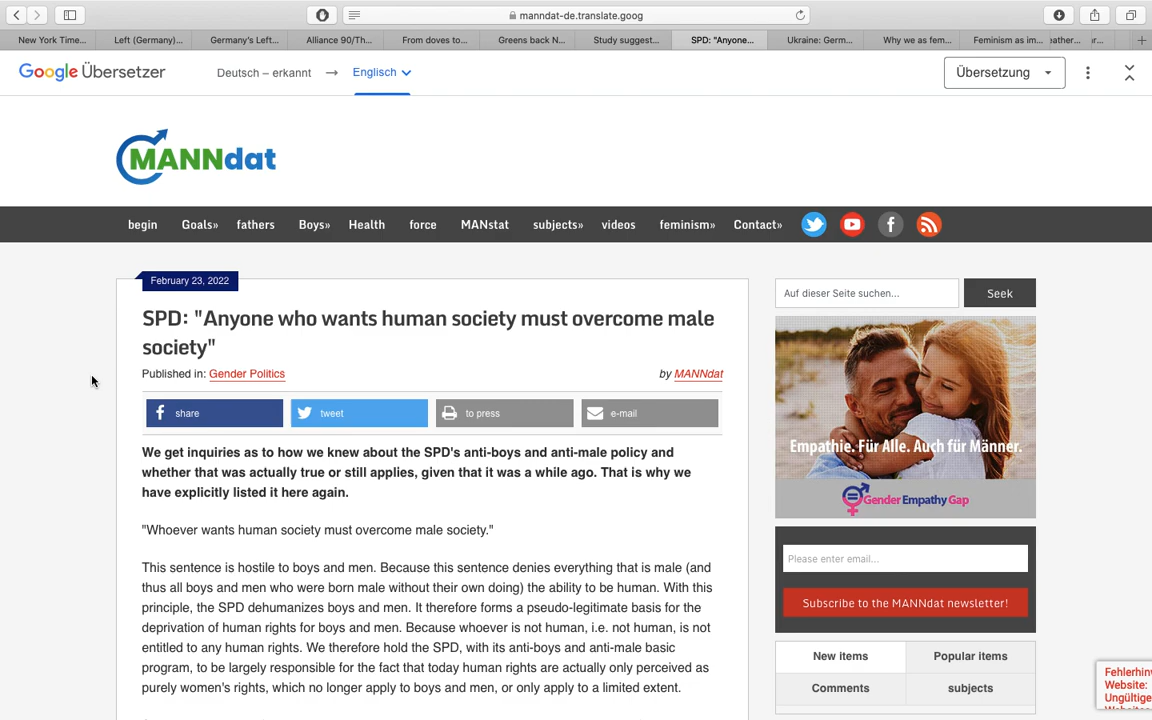 manndat-de.translate.goog
New York Time...
Left (Germany)...
Germany's Left...
Alliance 90/Th...
From doves to...
Greens back N...
Study suggest...
SPD: "Anyone...
Ukraine: Germ...
Why we as fem...
Feminism as im...
Google Übersetzer
Deutsch – erkannt → Englisch
Übersetzung
MANNdat
begin Goals» fathers Boys» Health force MANstat subjects» videos feminism» Contact»
February 23, 2022
SPD: "Anyone who wants human society must overcome male
society"
Published in: Gender Politics
by MANNdat
share
tweet
to press
e-mail
We get inquiries as to how we knew about the SPD's anti-boys and anti-male policy and
whether that was actually true or still applies, given that it was a while ago. That is why we
have explicitly listed it here again.
"Whoever wants human society must overcome male society."
This sentence is hostile to boys and men. Because this sentence denies everything that is male (and
thus all boys and men who were born male without their own doing) the ability to be human. With this
principle, the SPD dehumanizes boys and men. It therefore forms a pseudo-legitimate basis for the
deprivation of human rights for boys and men. Because whoever is not human, i.e. not human, is not
entitled to any human rights. We therefore hold the SPD, with its anti-boys and anti-male basic
program, to be largely responsible for the fact that today human rights are actually only perceived as
purely women's rights, which no longer apply to boys and men, or only apply to a limited extent.
Auf dieser Seite suchen...
Seek
Empathie. Für Alle. Auch für Männer.
Gender Empathy Gap
Please enter email...
Subscribe to the MANNdat newsletter!
New items
Popular items
Comments
subjects
Fehlerhin
Website:
Ungültige